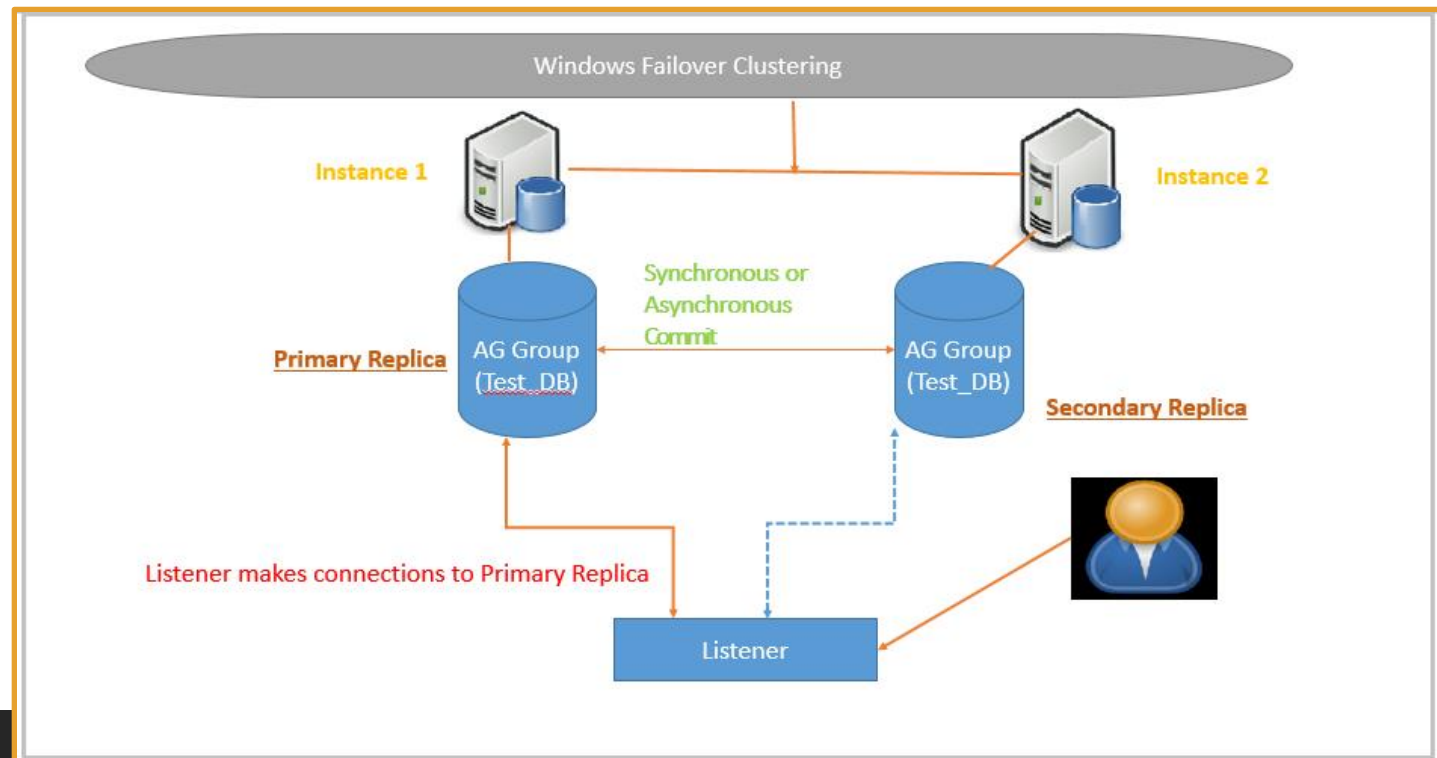 Windows Failover Clustering
Instance 1
Instance 2
Synchronous or
Asynchronous
Commit
Primary Replica
AG Group
(Test_DB)
AG Group
(Test_DB)
Secondary Replica
Listener makes connections to Primary Replica
Listener